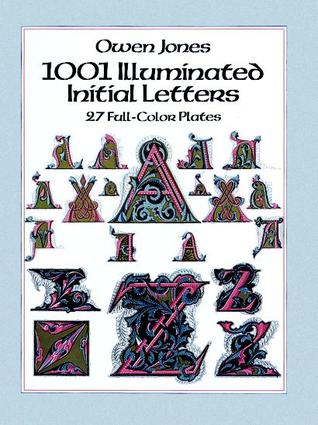 Owen Jones
1001 Illuminated
Initial Letters
27 Full-Color Plates
A A A A A
A A A A
A A A A
Z Z Z
Z Z